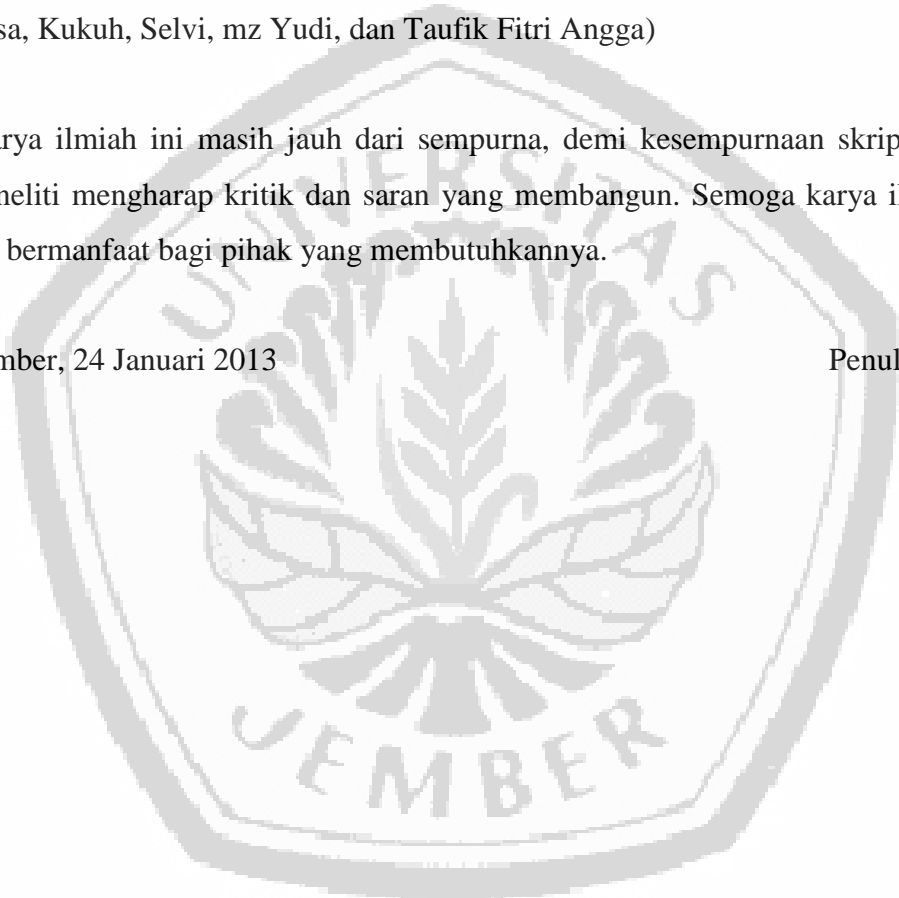 sa, Kukuh, Selvi, mz Yudi, dan Taufik Fitri Angga)
arya ilmiah ini masih jauh dari sempurna, demi kesempurnaan skrip
neliti mengharap kritik dan saran yang membangun. Semoga karya il
bermanfaat bagi pihak yang membutuhkannya.
mber, 24 Januari 2013 Penul
UNIVERSITAS
JEMBER